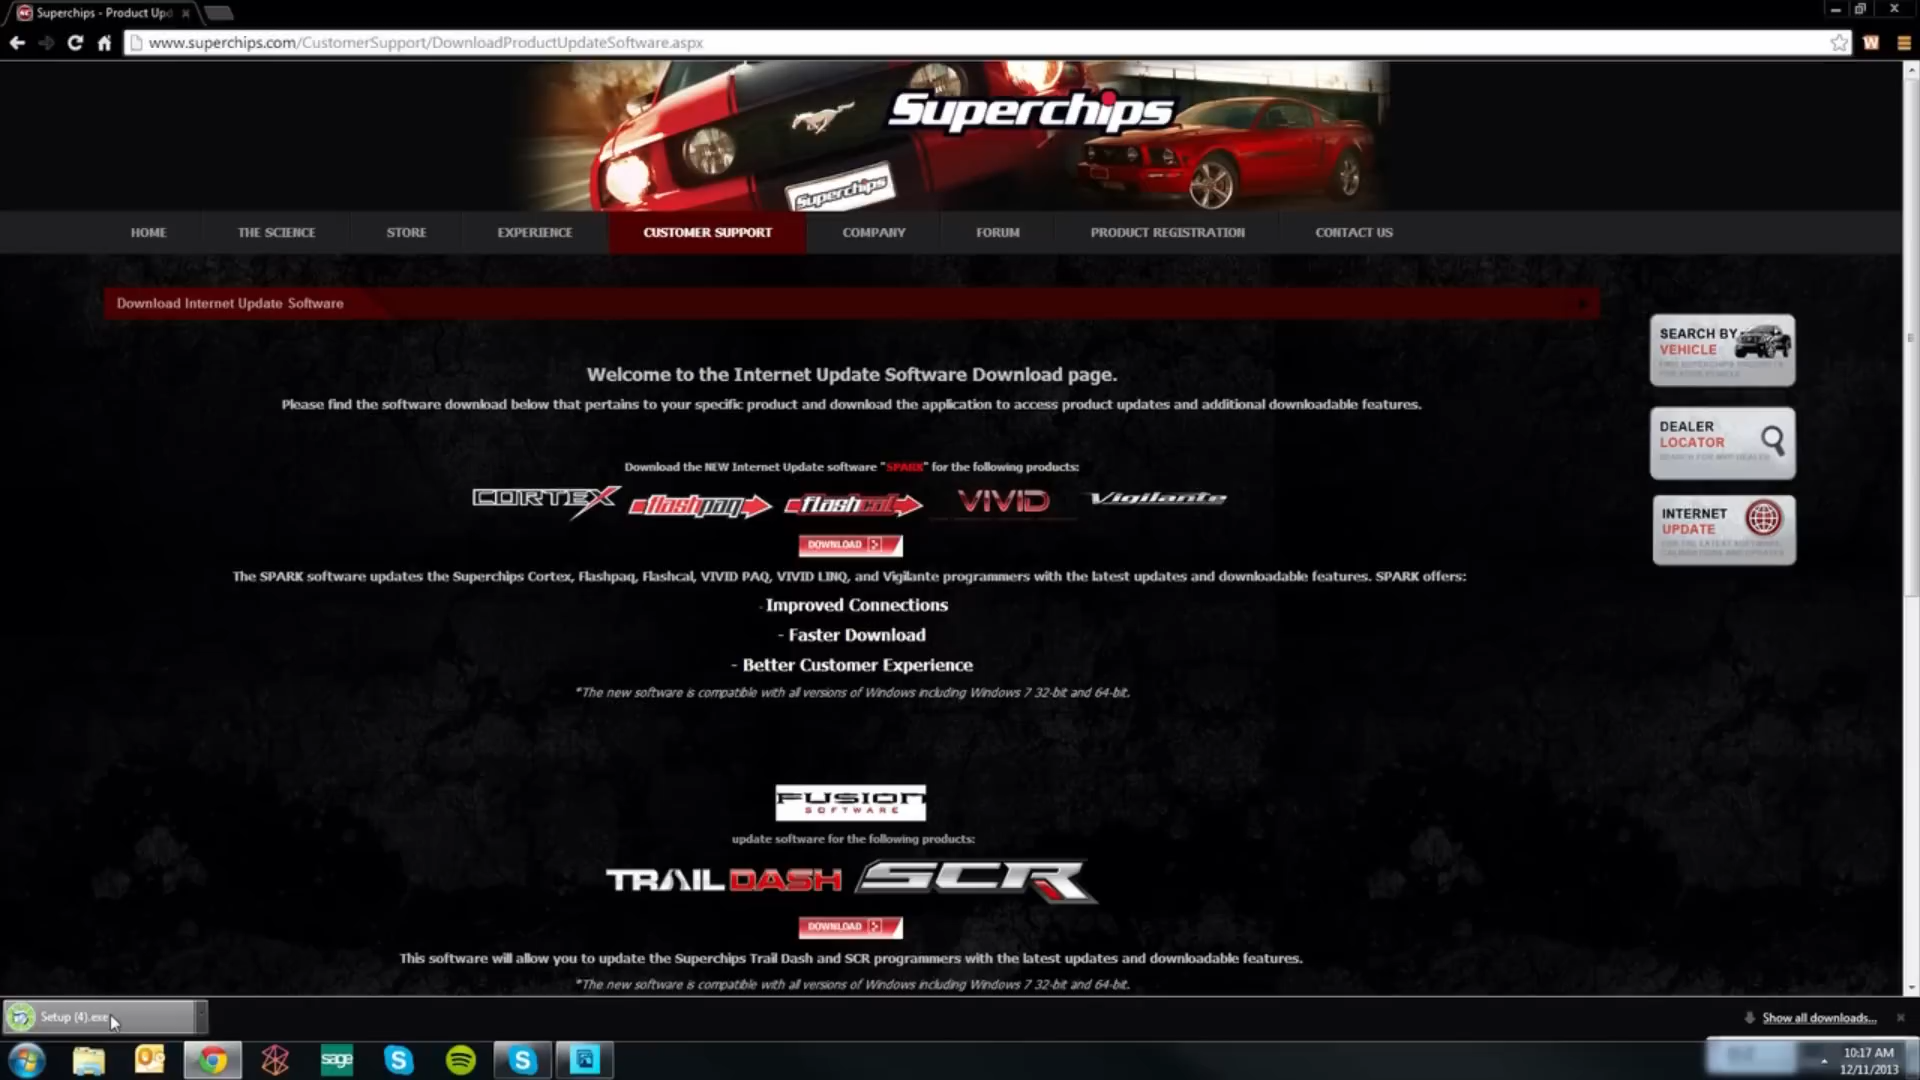 Superchips - Product Upd
www.superchips.com/CustomerSupport/DownloadProductUpdateSoftware.aspx
Superchips
Superchips
HOME
THE SCIENCE
STORE
EXPERIENCE
CUSTOMER SUPPORT
COMPANY
FORUM
PRODUCT REGISTRATION
CONTACT US
Download Internet Update Software
SEARCH BY
VEHICLE
DEALER
LOCATOR
INTERNET
UPDATE
Welcome to the Internet Update Software Download page.
Please find the software download below that pertains to your specific product and download the application to access product updates and additional downloadable features.
Download the NEW Internet Update software "SPARK" for the following products:
CORTEX flashpaq flashcal VIVID Vigilante
DOWNLOAD
The SPARK software updates the Superchips Cortex, Flashpaq, Flashcal, VIVID PAQ, VIVID LINQ, and Vigilante programmers with the latest updates and downloadable features. SPARK offers:
- Improved Connections
- Faster Download
- Better Customer Experience
*The new software is compatible with all versions of Windows including Windows 7 32-bit and 64-bit.
FUSION
SOFTWARE
update software for the following products:
TRAIL DASH SCR
DOWNLOAD
This software will allow you to update the Superchips Trail Dash and SCR programmers with the latest updates and downloadable features.
*The new software is compatible with all versions of Windows including Windows 7 32-bit and 64-bit.
Setup (4).exe
Show all downloads...
sage
10:17 AM
12/11/2013